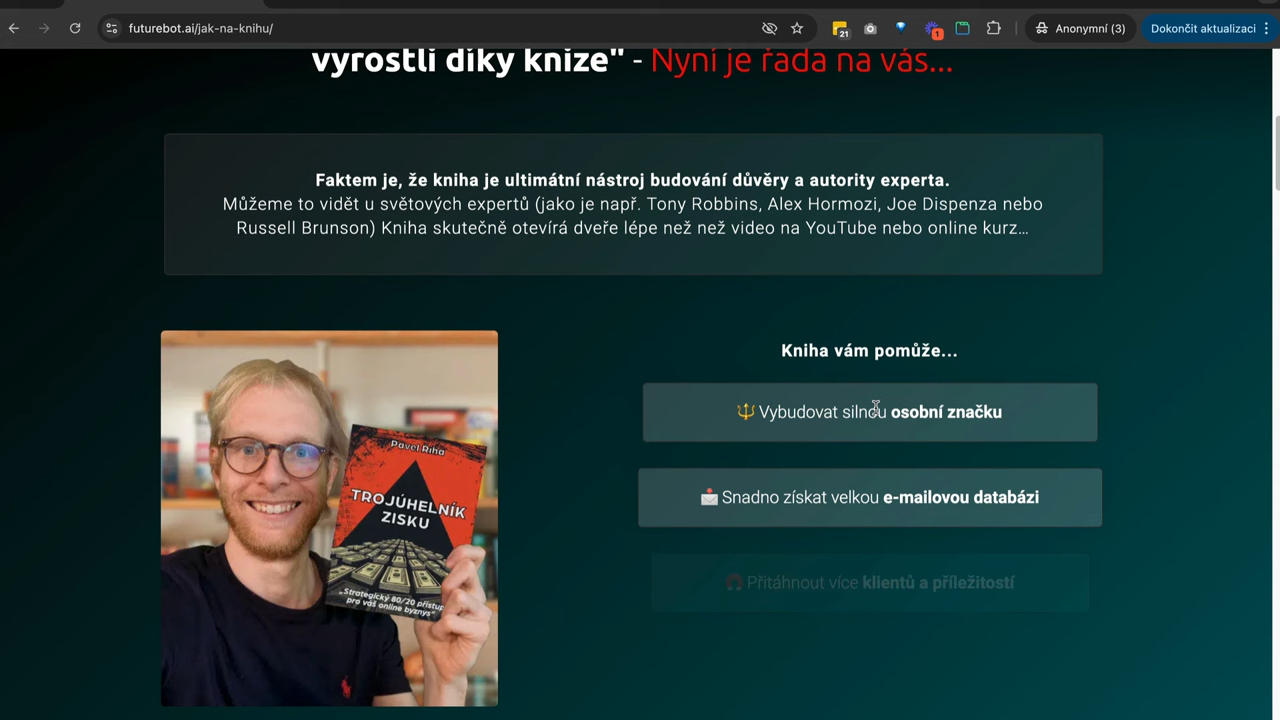 futurebot.ai/jak-na-knihu/
21
1
Anonymní (3)
Dokončit aktualizaci
vyrostli díky knize" - Nyní je řada na vás...
Faktem je, že kniha je ultimátní nástroj budování důvěry a autority experta.
Můžeme to vidět u světových expertů (jako je např. Tony Robbins, Alex Hormozi, Joe Dispenza nebo
Russell Brunson) Kniha skutečně otevírá dveře lépe než než video na YouTube nebo online kurz...
Kniha vám pomůže...
Vybudovat silnou osobní značku
Snadno získat velkou e-mailovou databázi
Přitáhnout více klientů a příležitostí
Pavel Říha
TROJÚHELNÍK
ZISKU
„Strategický 80/20 přístup
pro váš online byznys"